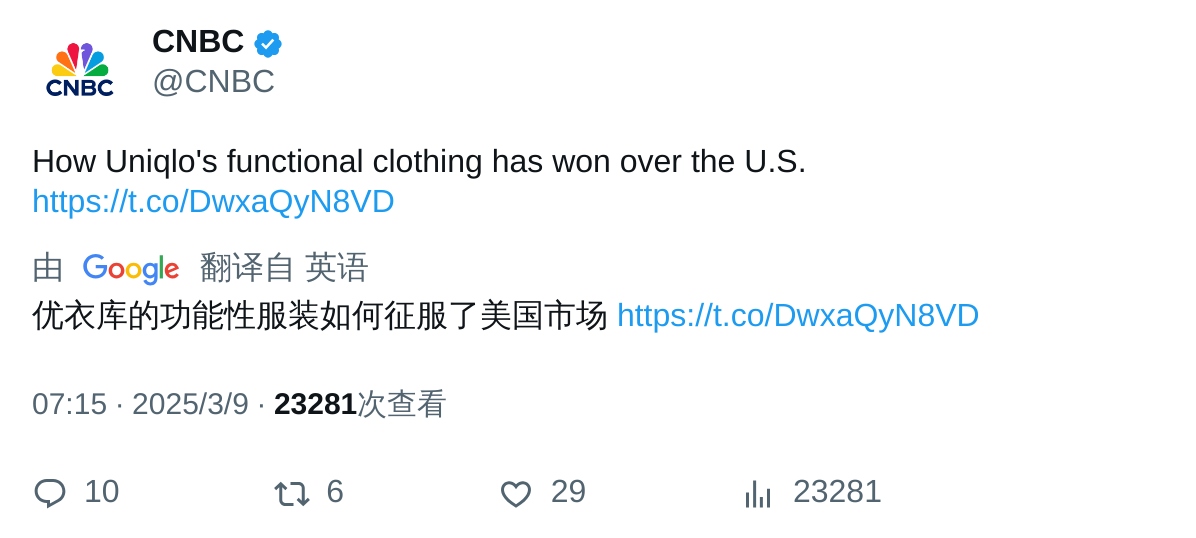 CNBC
CNBC
@CNBC
How Uniqlo's functional clothing has won over the U.S.
https://t.co/DwxaQyN8VD
由 Google 翻译自 英语
优衣库的功能性服装如何征服了美国市场 https://t.co/DwxaQyN8VD
07:15 · 2025/3/9 · 23281次查看
10 6 29 23281